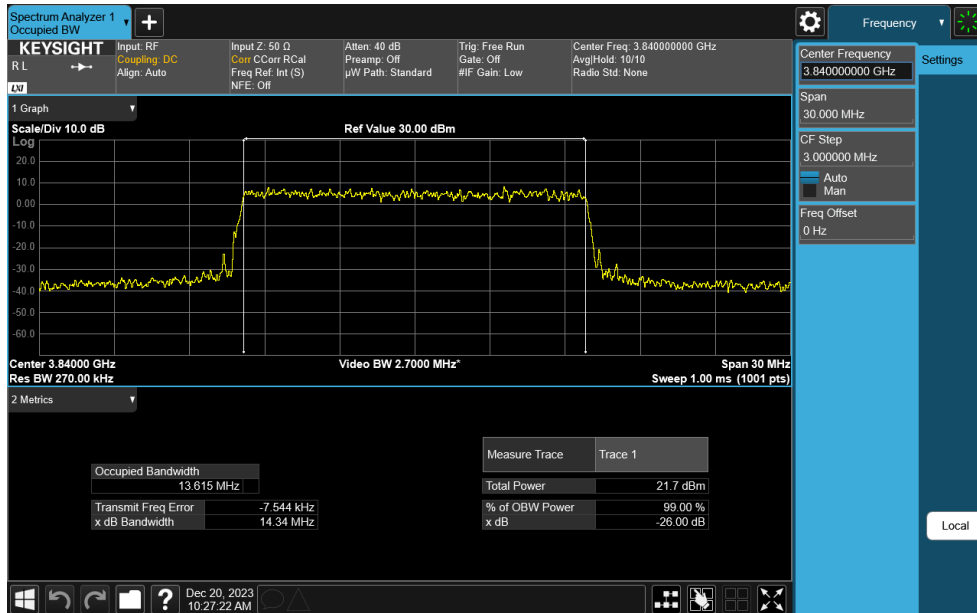 Spectrum Analyzer 1
Occupied BW
Frequency
KEYSIGHT
R L
LXI
Input: RF
Coupling: DC
Align: Auto
Input Z: 50 Ω
Corr CCorr RCal
Freq Ref: Int (S)
NFE: Off
Atten: 40 dB
Preamp: Off
µW Path: Standard
Trig: Free Run
Gate: Off
#IF Gain: Low
Center Freq: 3.840000000 GHz
Avg|Hold: 10/10
Radio Std: None
Center Frequency
3.840000000 GHz
Settings
Span
30.000 MHz
CF Step
3.000000 MHz
Auto
Man
Freq Offset
0 Hz
Local
1 Graph
Scale/Div 10.0 dB
Ref Value 30.00 dBm
Log
20.0
10.0
0.00
-10.0
-20.0
-30.0
-40.0
-50.0
-60.0
Center 3.84000 GHz
Video BW 2.7000 MHz*
Span 30 MHz
Res BW 270.00 kHz
Sweep 1.00 ms (1001 pts)
2 Metrics
Occupied Bandwidth
13.615 MHz
Transmit Freq Error -7.544 kHz
x dB Bandwidth 14.34 MHz
Measure Trace Trace 1
Total Power 21.7 dBm
% of OBW Power 99.00 %
x dB -26.00 dB
?
Dec 20, 2023
10:27:22 AM